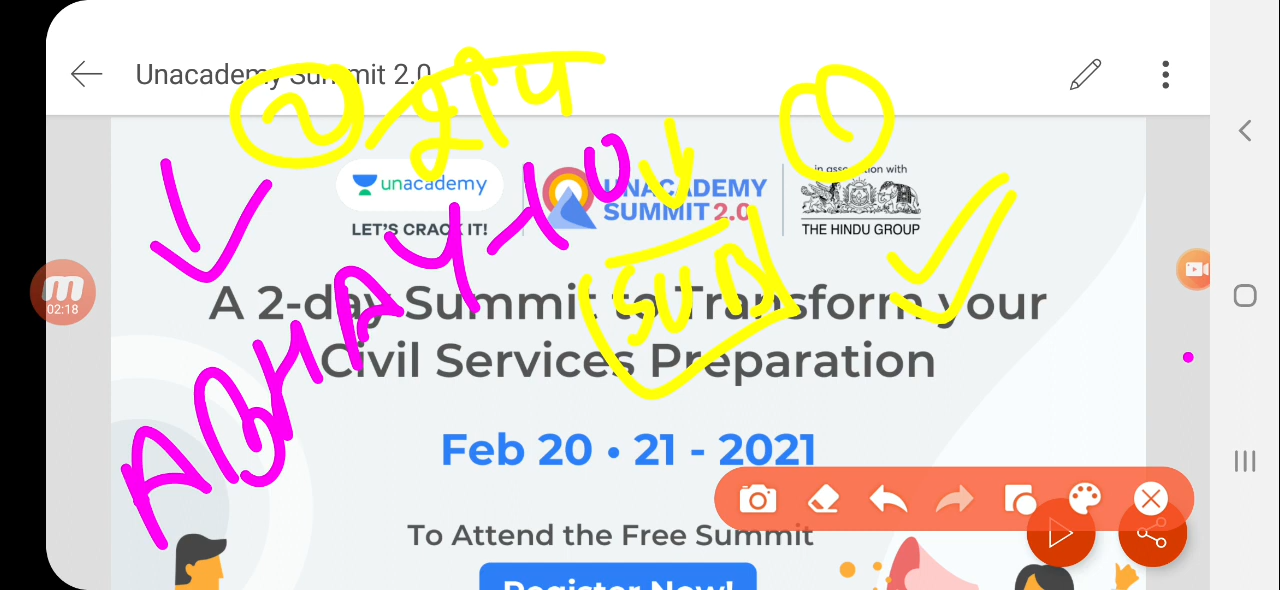 Unacademy Summit 2.0
unacademy
LET'S CRACK IT!
UNACADEMY
SUMMIT 2.0
in association with
THE HINDU GROUP
ABHAY10
SUN
A 2-day Summit to Transform your
Civil Services Preparation
Feb 20 • 21 - 2021
To Attend the Free Summit
Register Now!
02:18